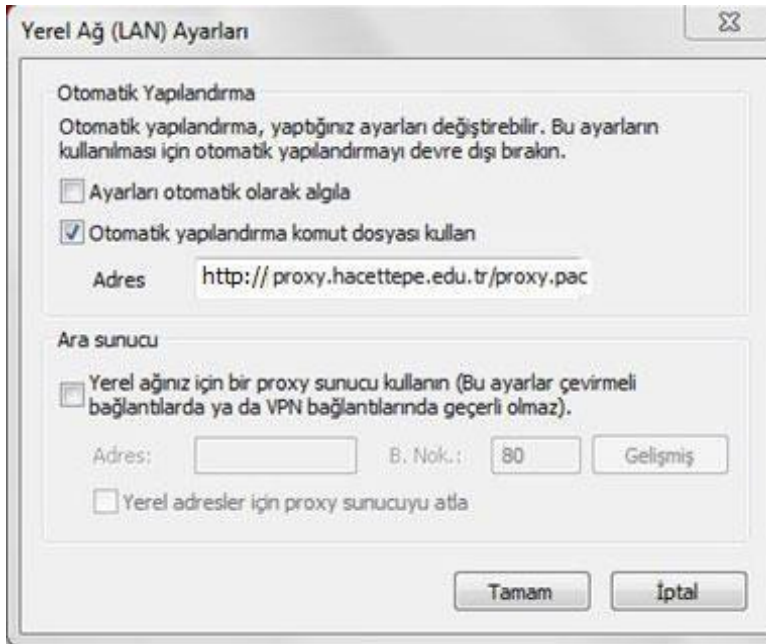 Yerel Ağ (LAN) Ayarları
Otomatik Yapılandırma
Otomatik yapılandırma, yaptığınız ayarları değiştirebilir. Bu ayarların
kullanılması için otomatik yapılandırmayı devre dışı bırakın.
Ayarları otomatik olarak algıla
Otomatik yapılandırma komut dosyası kullan
Adres http:// proxy.hacettepe.edu.tr/proxy.pac
Ara sunucu
Yerel ağınız için bir proxy sunucu kullanın (Bu ayarlar çevirmeli
bağlantılarda ya da VPN bağlantılarında geçerli olmaz).
Adres: B. Nok.: 80 Gelişmiş
Yerel adresler için proxy sunucuyu atla
Tamam İptal